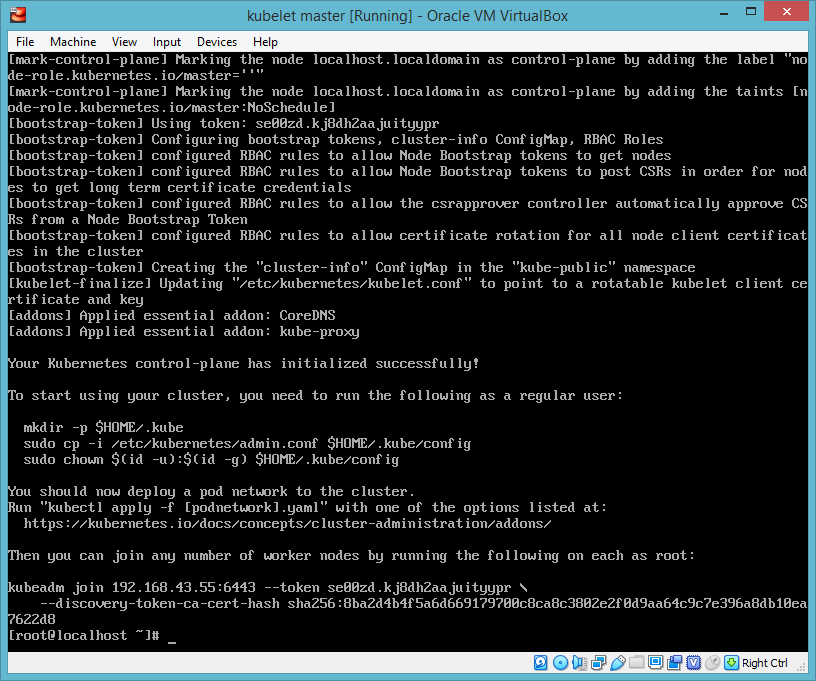 kubelet master [Running] - Oracle VM VirtualBox
File Machine View Input Devices Help
[mark-control-plane] Marking the node localhost.localdomain as control-plane by adding the label "no
de-role.kubernetes.io/master=''"
[mark-control-plane] Marking the node localhost.localdomain as control-plane by adding the taints [n
ode-role.kubernetes.io/master:NoSchedule]
[bootstrap-token] Using token: se00zd.kj8dh2aajuityypr
[bootstrap-token] Configuring bootstrap tokens, cluster-info ConfigMap, RBAC Roles
[bootstrap-token] configured RBAC rules to allow Node Bootstrap tokens to get nodes
[bootstrap-token] configured RBAC rules to allow Node Bootstrap tokens to post CSRs in order for nod
es to get long term certificate credentials
[bootstrap-token] configured RBAC rules to allow the csrapprover controller automatically approve CS
Rs from a Node Bootstrap Token
[bootstrap-token] configured RBAC rules to allow certificate rotation for all node client certificat
es in the cluster
[bootstrap-token] Creating the "cluster-info" ConfigMap in the "kube-public" namespace
[kubelet-finalize] Updating "/etc/kubernetes/kubelet.conf" to point to a rotatable kubelet client ce
rtificate and key
[addons] Applied essential addon: CoreDNS
[addons] Applied essential addon: kube-proxy
Your Kubernetes control-plane has initialized successfully!
To start using your cluster, you need to run the following as a regular user:
mkdir -p $HOME/.kube
sudo cp -i /etc/kubernetes/admin.conf $HOME/.kube/config
sudo chown $(id -u):$(id -g) $HOME/.kube/config
You should now deploy a pod network to the cluster.
Run "kubectl apply -f [podnetwork].yaml" with one of the options listed at:
https://kubernetes.io/docs/concepts/cluster-administration/addons/
Then you can join any number of worker nodes by running the following on each as root:
kubeadm join 192.168.43.55:6443 --token se00zd.kj8dh2aajuityypr \
--discovery-token-ca-cert-hash sha256:8ba2d4b4f5a6d669179700c8ca8c3802e2f0d9aa64c9c7e396a8db10ea
7622d8
[root@localhost ~]# _
Right Ctrl